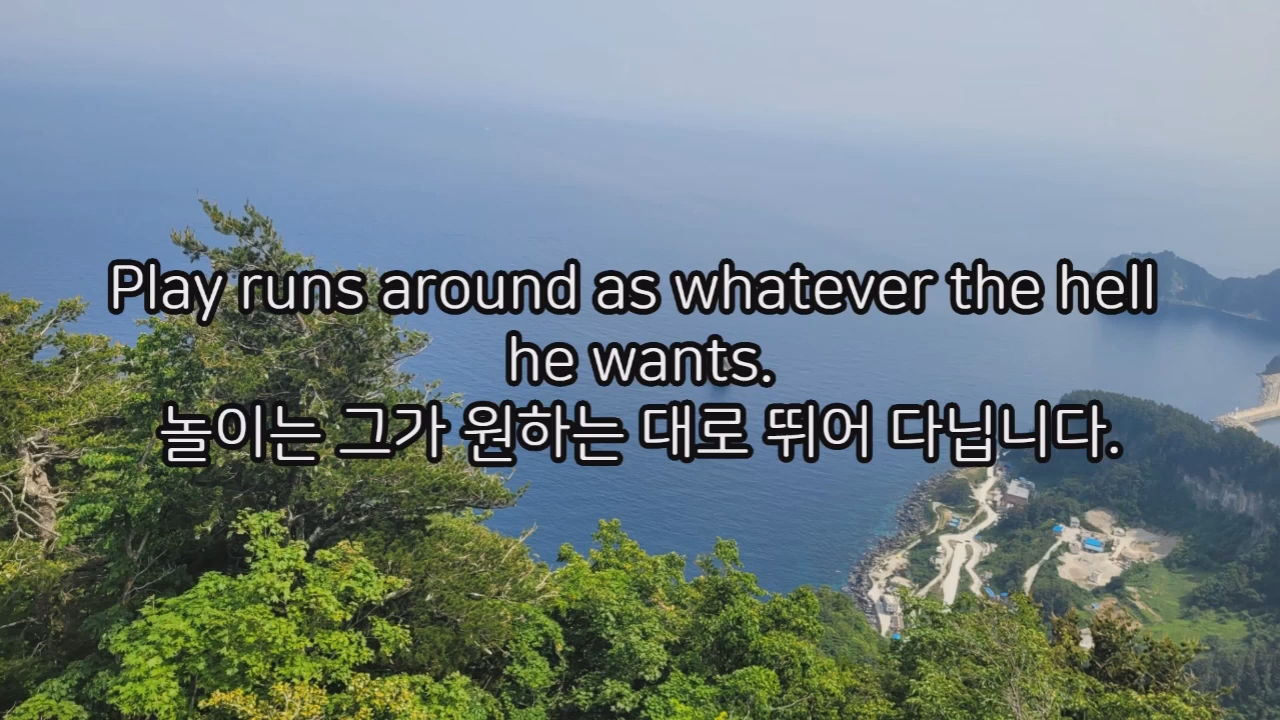 Play runs around as whatever the hell
he wants.
놀이는 그가 원하는 대로 뛰어 다닙니다.